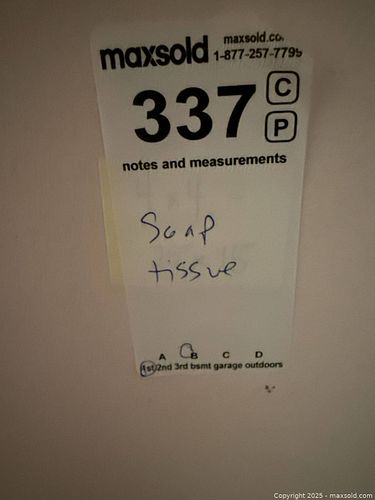 maxsold
maxsold.co
1-877-257-7795
337
C
P
notes and measurements
Soap
tissue
A B C D
1st 2nd 3rd bsmt garage outdoors
Copyright 2025 - maxsold.com